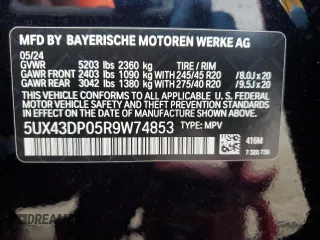 MFD BY BAYERISCHE MOTOREN WERKE AG
05/24
GVWR 5203 lbs 2360 kg TIRE / RIM
GAWR FRONT 2403 lbs 1090 kg WITH 245/45 R20 / 8.0J x 20
GAWR REAR 3042 lbs 1380 kg WITH 275/40 R20 / 9.5J x 20
THIS VEHICLE CONFORMS TO ALL APPLICABLE
U.S. FEDERAL MOTOR VEHICLE SAFETY STANDARDS IN
EFFECT ON THE DATE OF MANUFACTURE SHOWN ABOVE.
5UX43DP05R9W74853 TYPE: MPV
416M
7 320 730